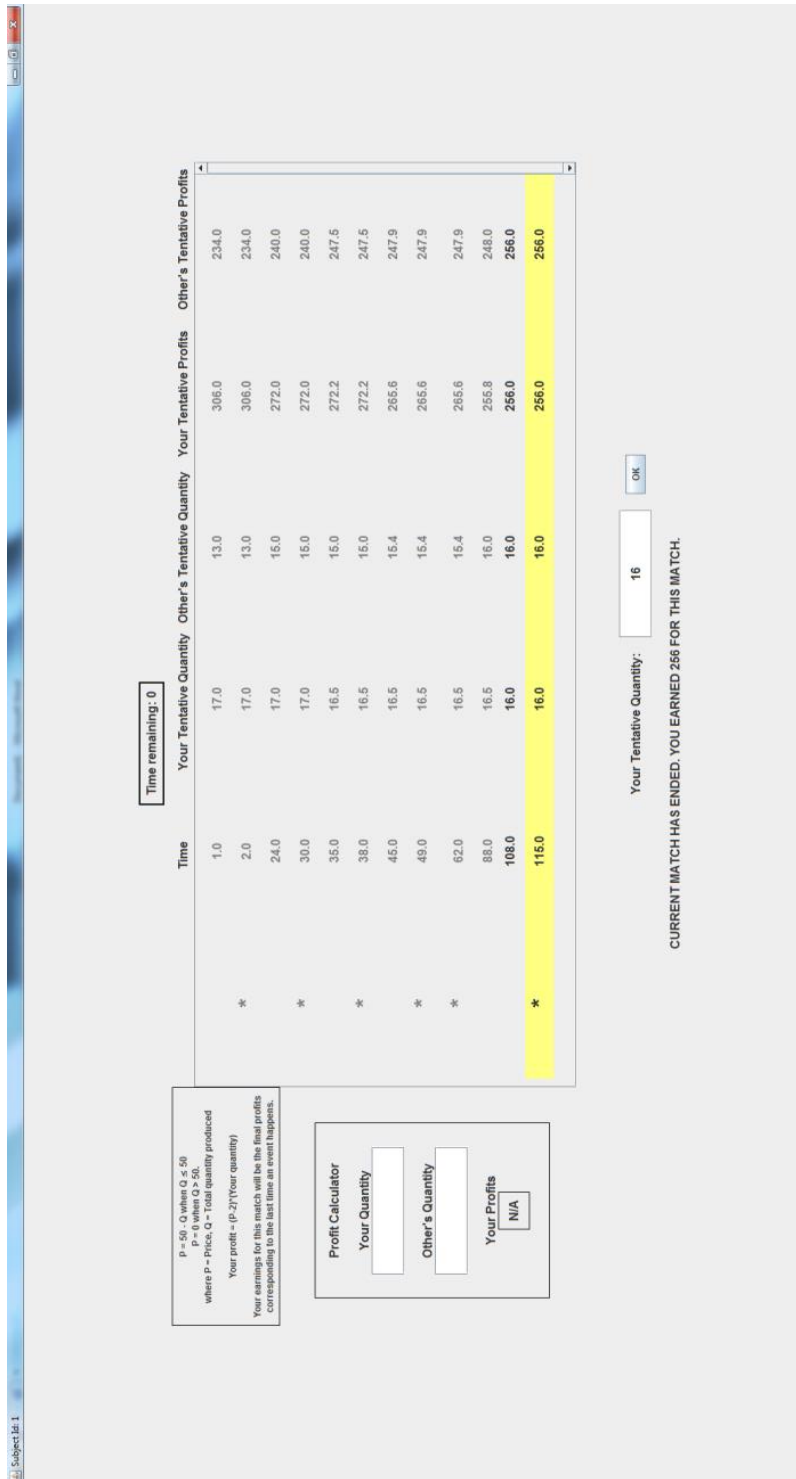 Subject Id: 1
P = 50 - Q when Q ≤ 50
P = 0 when Q > 50.
where P = Price, Q = Total quantity produced
Your profit = (P-2)*(Your quantity)
Your earnings for this match will be the final profits
corresponding to the last time an event happens.
Profit Calculator
Your Quantity
Other's Quantity
Your Profits
N/A
Time remaining: 0
Time Your Tentative Quantity Other's Tentative Quantity Your Tentative Profits Other's Tentative Profits
1.0 17.0 13.0 306.0 234.0
* 2.0 17.0 13.0 306.0 234.0
24.0 17.0 15.0 272.0 240.0
* 30.0 17.0 15.0 272.0 240.0
35.0 16.5 15.0 272.2 247.5
* 38.0 16.5 15.0 272.2 247.5
45.0 16.5 15.4 265.6 247.9
* 49.0 16.5 15.4 265.6 247.9
* 62.0 16.5 15.4 265.6 247.9
88.0 16.5 16.0 255.8 248.0
108.0 16.0 16.0 256.0 256.0
* 115.0 16.0 16.0 256.0 256.0
Your Tentative Quantity: 16 OK
CURRENT MATCH HAS ENDED. YOU EARNED 256 FOR THIS MATCH.